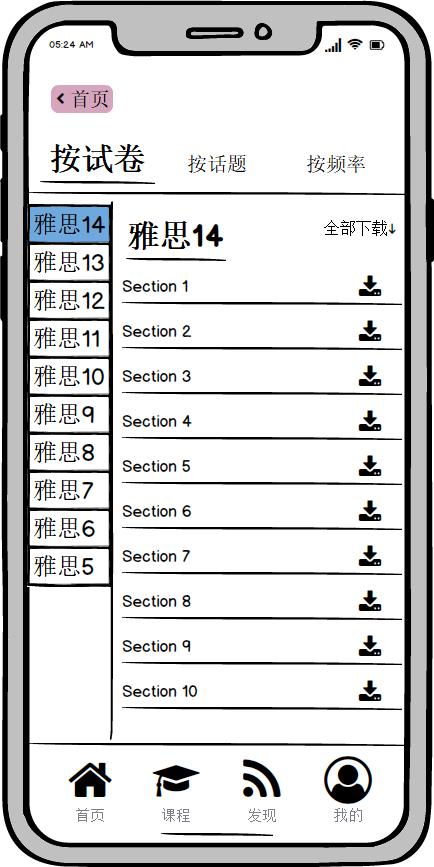 05:24 AM
首页
按试卷 按话题 按频率
雅思14
雅思13
雅思12
雅思11
雅思10
雅思9
雅思8
雅思7
雅思6
雅思5
雅思14 全部下载↓
Section 1
Section 2
Section 3
Section 4
Section 5
Section 6
Section 7
Section 8
Section 9
Section 10
首页 课程 发现 我的